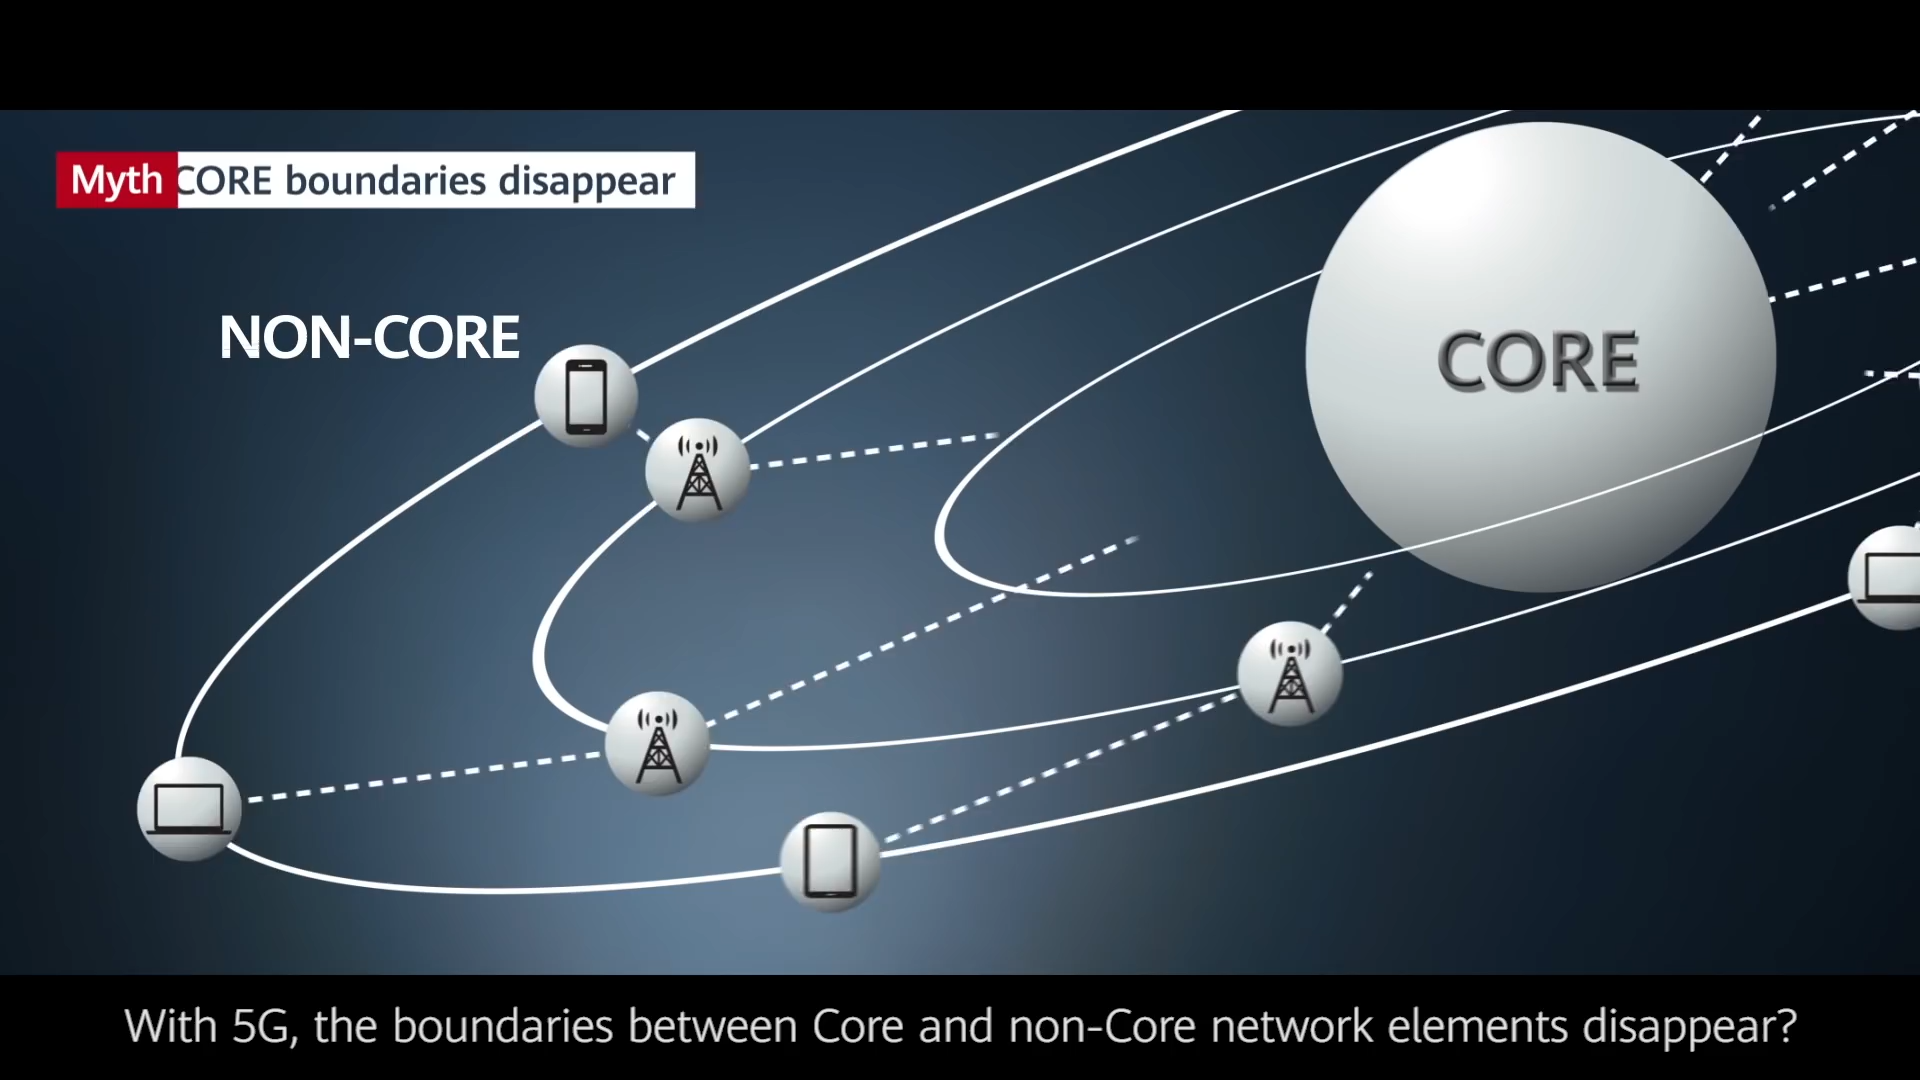 Myth CORE boundaries disappear
NON-CORE
CORE
With 5G, the boundaries between Core and non-Core network elements disappear?